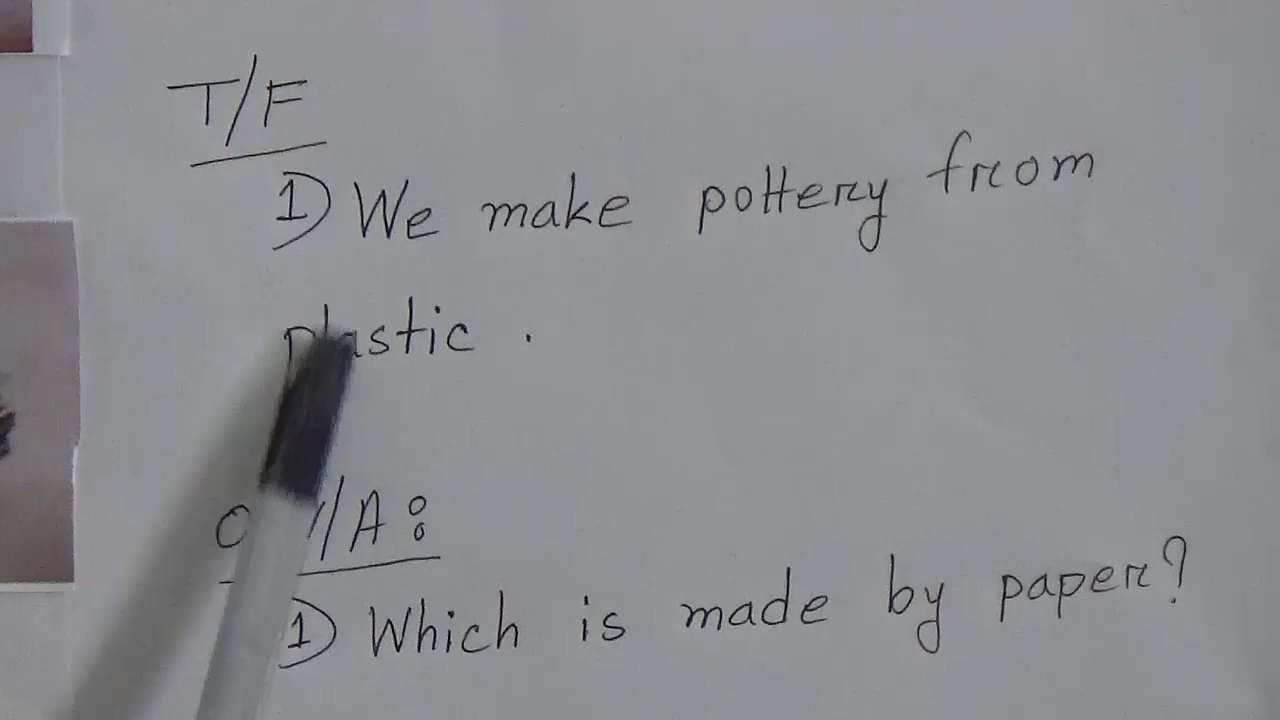 T/F
1) We make pottery from
plastic .
/A:
1) Which is made by paper?